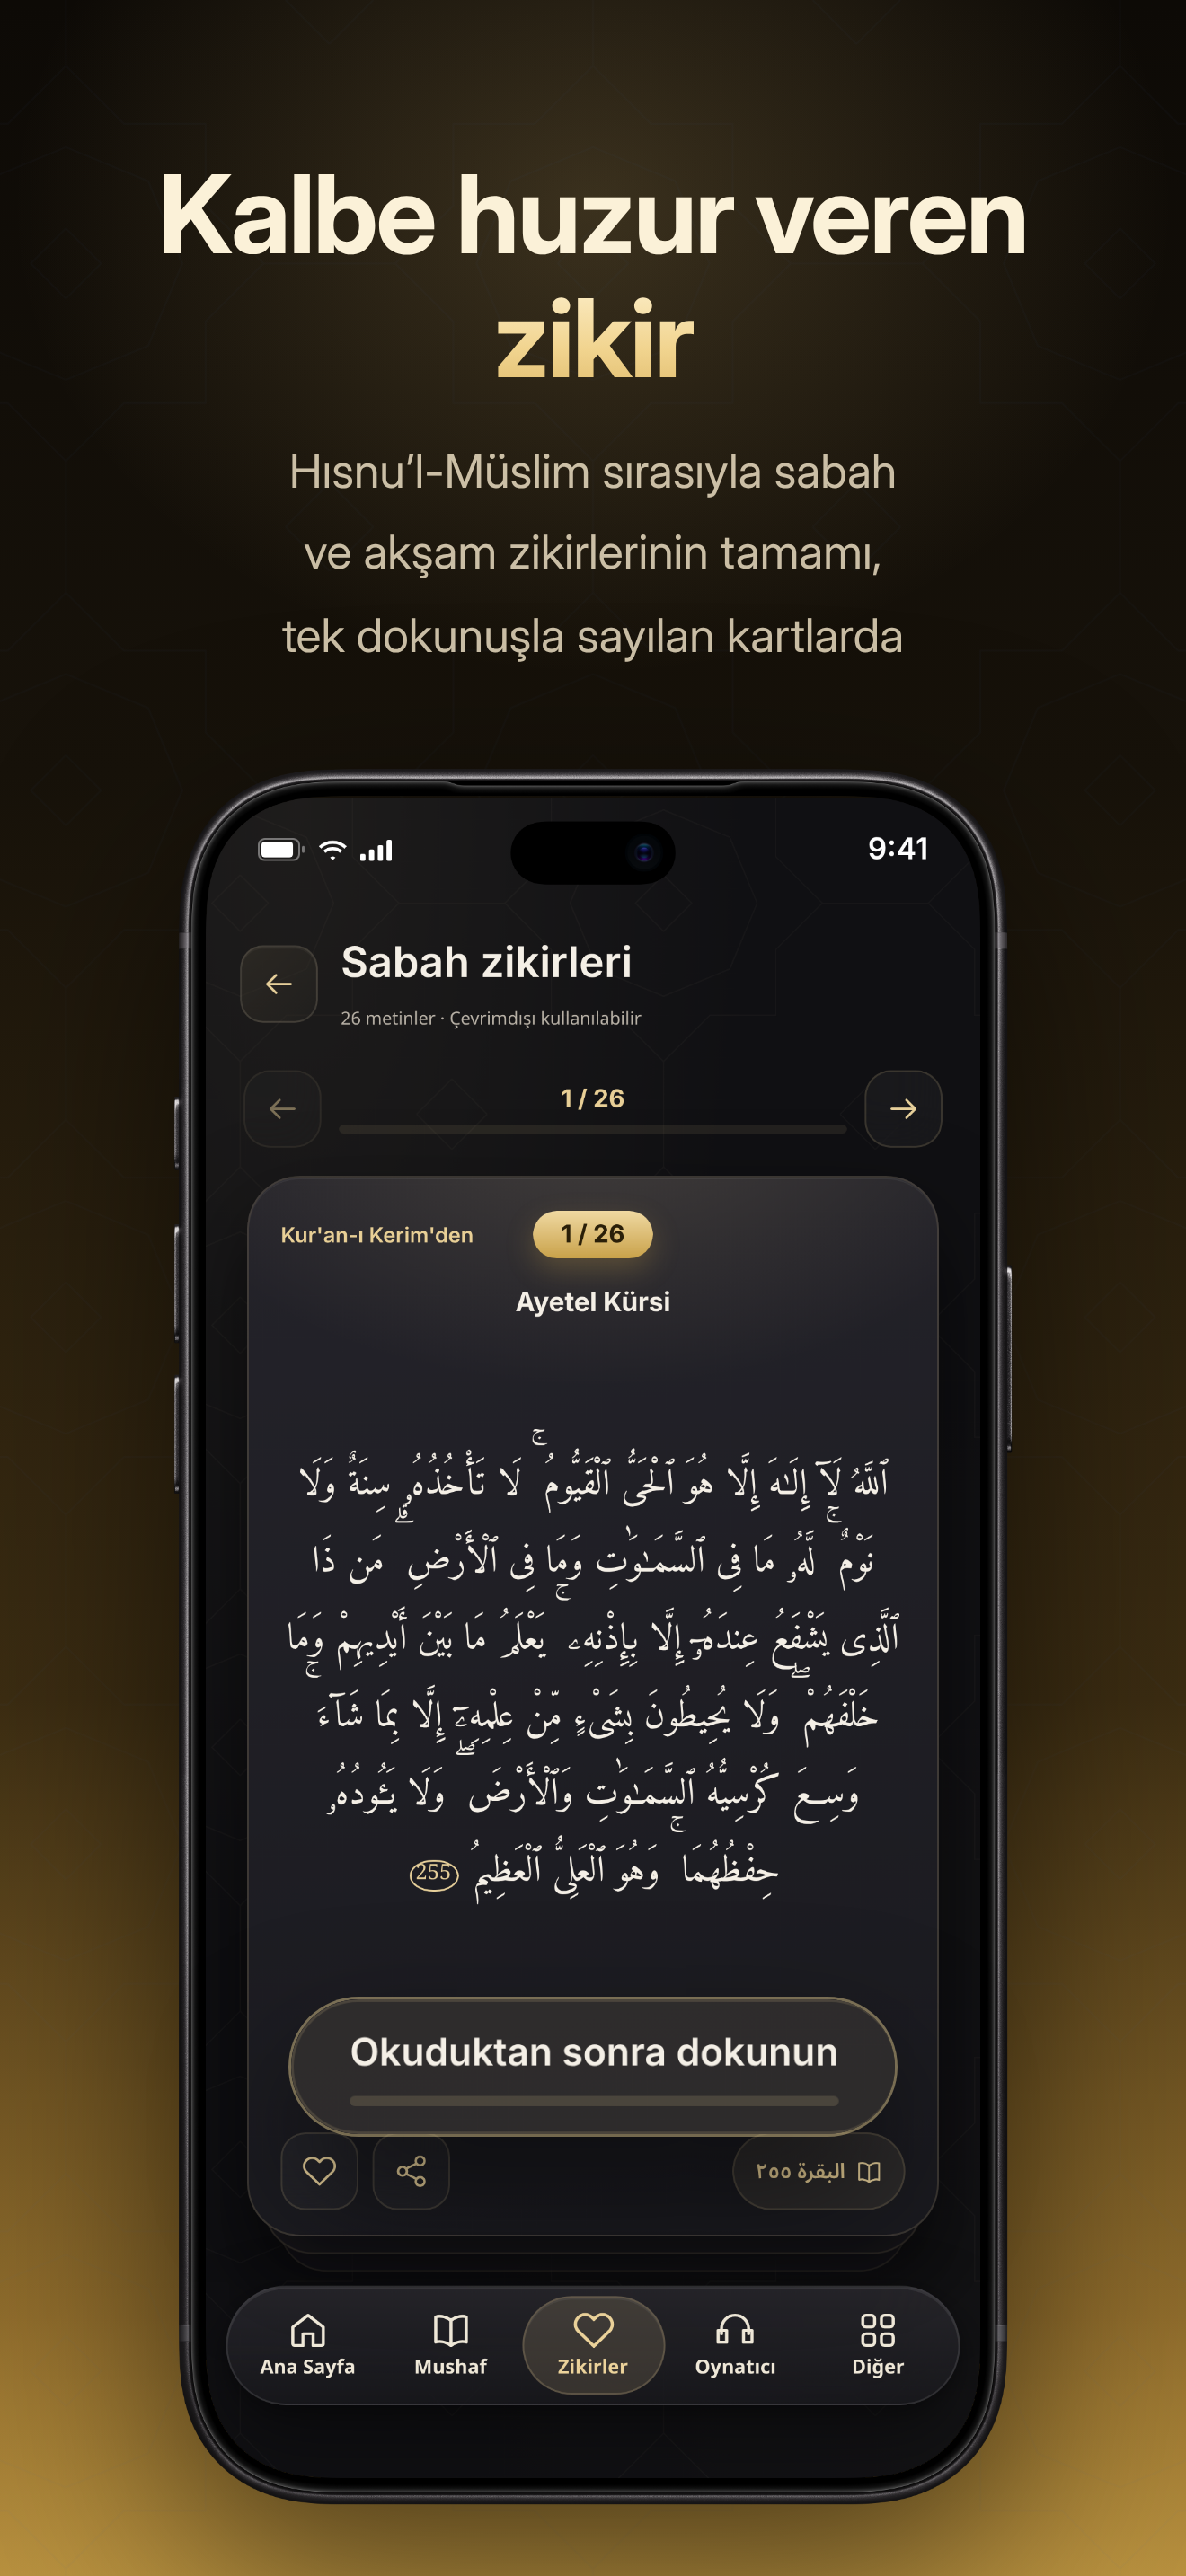 Kalbe huzur veren
zikir
Hısnu’l-Müslim sırasıyla sabah
ve akşam zikirlerinin tamamı,
tek dokunuşla sayılan kartlarda
9:41
Sabah zikirleri
26 metinler · Çevrimdışı kullanılabilir
1 / 26
Kur'an-ı Kerim'den
1 / 26
Ayetel Kürsi
ٱللَّهُ لَآ إِلَـٰهَ إِلَّا هُوَ ٱلْحَىُّ ٱلْقَيُّومُ ۚ لَا تَأْخُذُهُۥ سِنَةٌ وَلَا
نَوْمٌ ۚ لَّهُۥ مَا فِى ٱلسَّمَـٰوَٰتِ وَمَا فِى ٱلْأَرْضِ ۗ مَن ذَا
ٱلَّذِى يَشْفَعُ عِندَهُۥٓ إِلَّا بِإِذْنِهِۦ ۚ يَعْلَمُ مَا بَيْنَ أَيْدِيهِمْ وَمَا
خَلْفَهُمْ ۖ وَلَا يُحِيطُونَ بِشَىْءٍ مِّنْ عِلْمِهِۦٓ إِلَّا بِمَا شَآءَ ۚ
وَسِعَ كُرْسِيُّهُ ٱلسَّمَـٰوَٰتِ وَٱلْأَرْضَ ۖ وَلَا يَـُٔودُهُۥ
حِفْظُهُمَا ۚ وَهُوَ ٱلْعَلِىُّ ٱلْعَظِيمُ 255
Okuduktan sonra dokunun
البقرة ٢٥٥
Ana Sayfa
Mushaf
Zikirler
Oynatıcı
Diğer